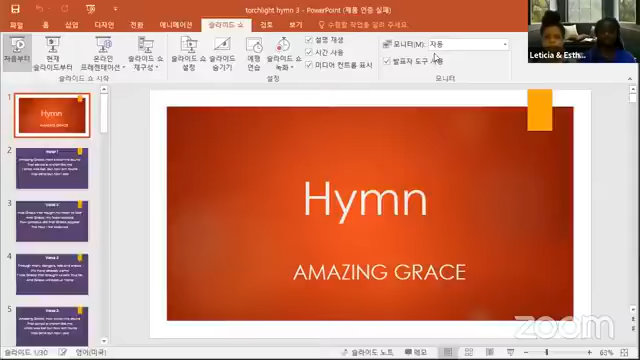 torchlight hymn 3 - PowerPoint (제품 인증 실패)
파일 홈 삽입 디자인 전환 애니메이션 슬라이드 쇼 검토 보기 수행할 작업을 알려 주세요.
처음부터
현재
슬라이드부터
온라인
프레젠테이션
슬라이드 쇼
재구성
슬라이드 쇼 시작
슬라이드 쇼
설정
슬라이드
숨기기
예행
연습
슬라이드 쇼
녹화
설명 재생
시간 사용
미디어 컨트롤 표시
설정
모니터(M): 자동
발표자 도구 사용
모니터
Leticia & Esth...
1
Hymn
AMAZING GRACE
2
3
4
5
Hymn
AMAZING GRACE
zoom
슬라이드 1/30 영어(미국)
슬라이드 노트 메모 63%